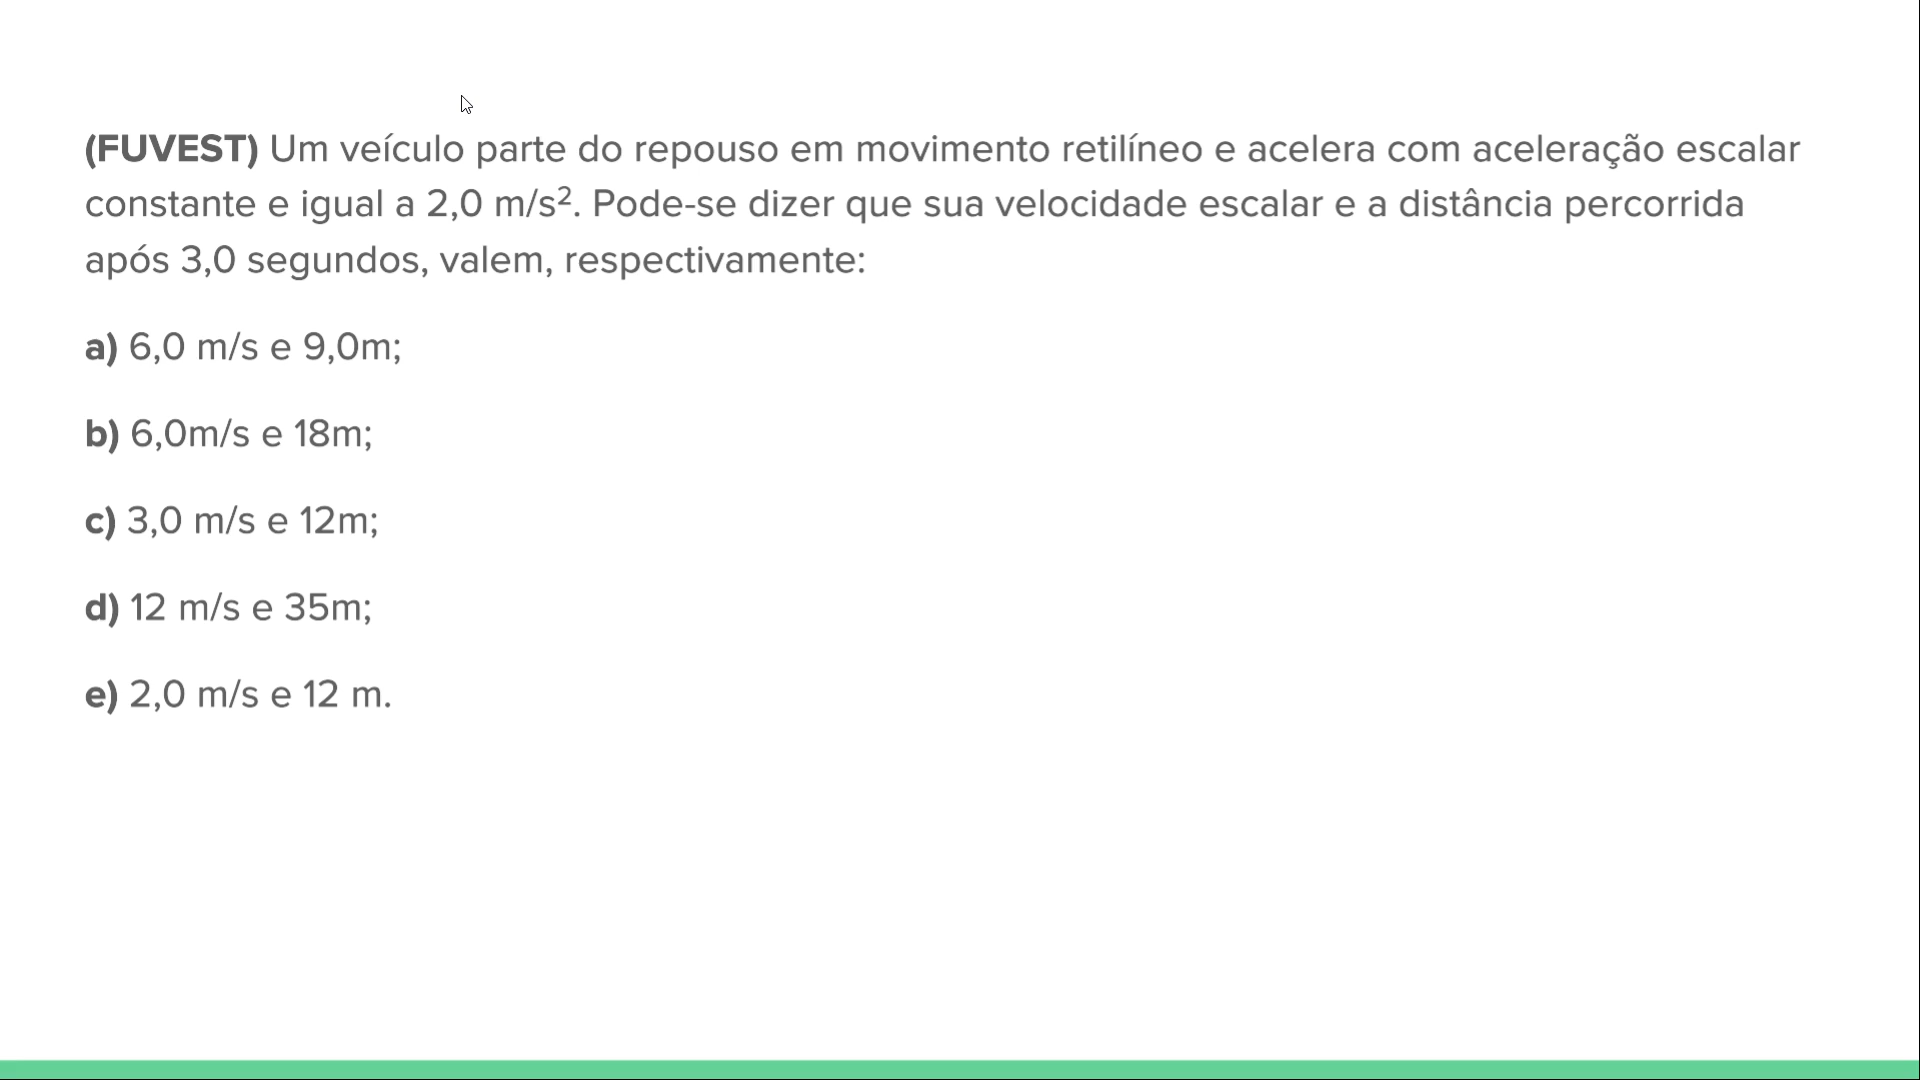 (FUVEST) Um veículo parte do repouso em movimento retilíneo e acelera com aceleração escalar
constante e igual a 2,0 m/s². Pode-se dizer que sua velocidade escalar e a distância percorrida
após 3,0 segundos, valem, respectivamente:
a) 6,0 m/s e 9,0m;
b) 6,0m/s e 18m;
c) 3,0 m/s e 12m;
d) 12 m/s e 35m;
e) 2,0 m/s e 12 m.